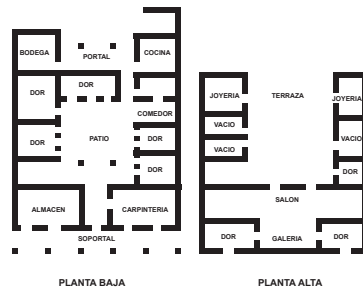 BODEGA
PORTAL
COCINA
DOR
DOR
COMEDOR
DOR
PATIO
DOR
DOR
ALMACEN
CARPINTERIA
SOPORTAL
PLANTA BAJA
JOYERIA
TERRAZA
JOYERIA
VACIO
VACIO
VACIO
DOR
SALON
DOR
GALERIA
DOR
PLANTA ALTA